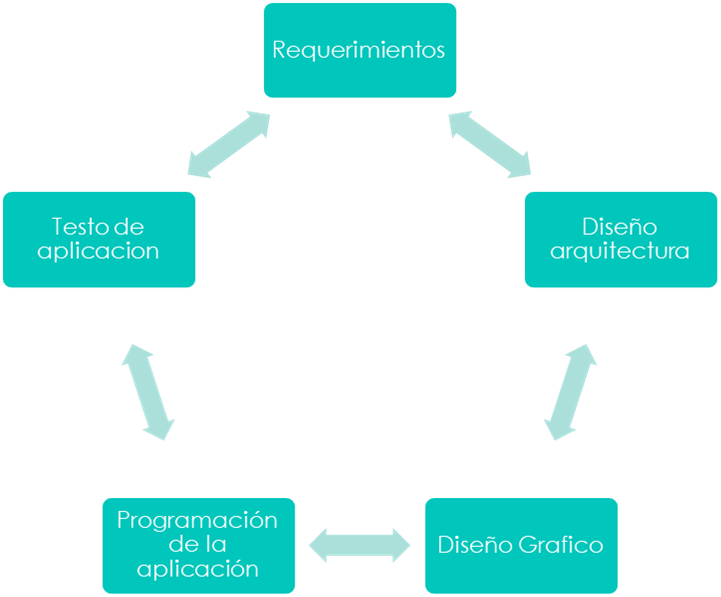 Requerimientos
Testo de
aplicacion
Diseño
arquitectura
Programación
de la
aplicación
Diseño Grafico